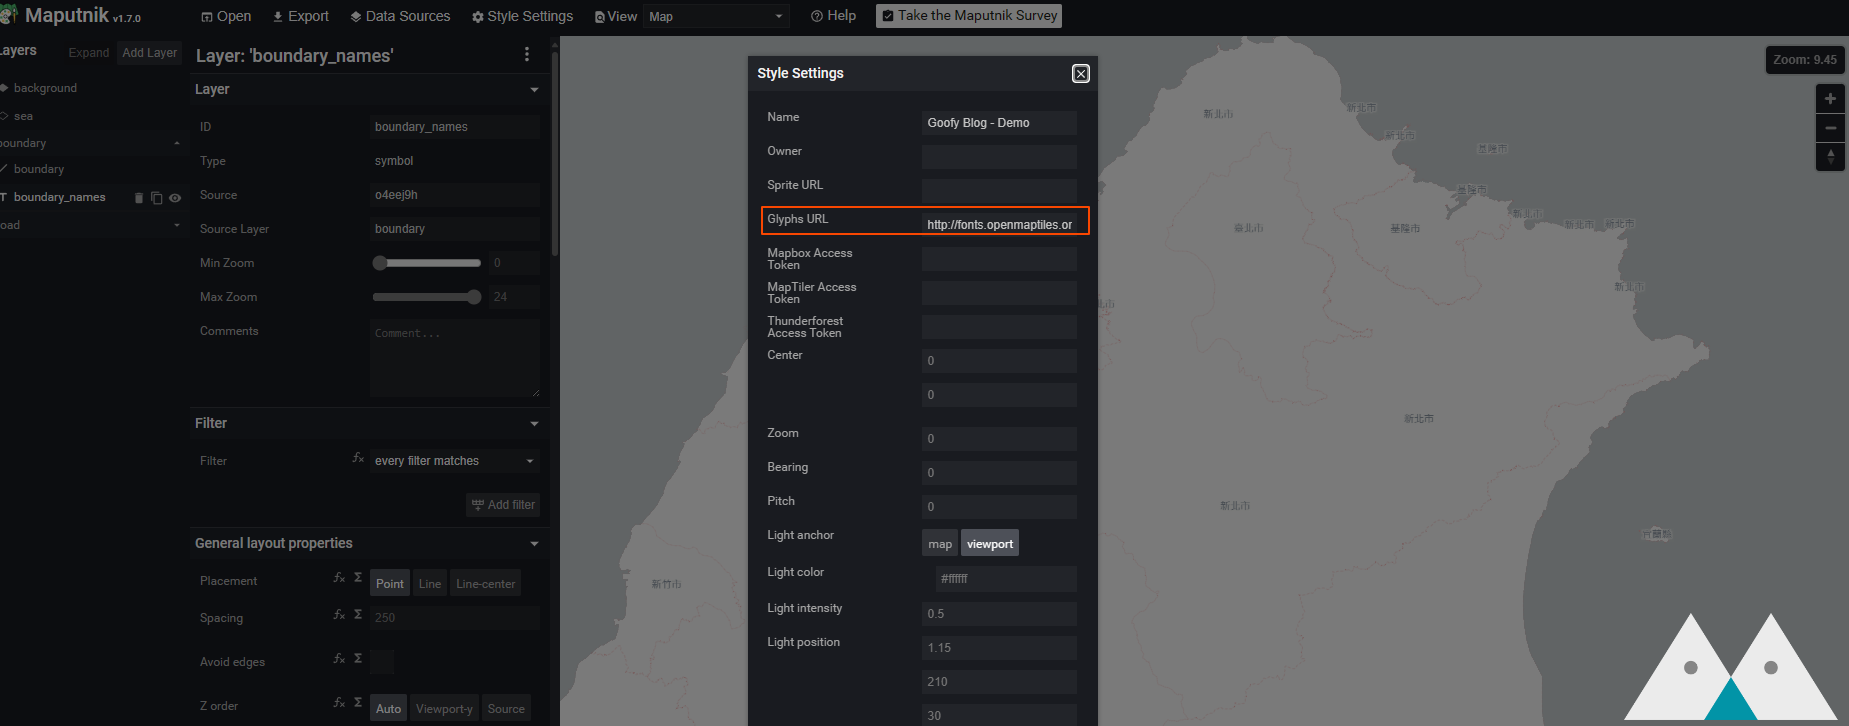 Maputnik v1.7.0
Open
Export
Data Sources
Style Settings
View
Map
Help
Take the Maputnik Survey
Layers
Expand
Add Layer
background
sea
boundary
boundary
boundary_names
oad
Layer: 'boundary_names'
Layer
ID
boundary_names
Type
symbol
Source
o4eej9h
Source Layer
boundary
Min Zoom
0
Max Zoom
24
Comments
Comment...
Filter
Filter
every filter matches
Add filter
General layout properties
Placement
Point
Line
Line-center
Spacing
250
Avoid edges
Z order
Auto
Viewport-y
Source
Style Settings
Name
Goofy Blog - Demo
Owner
Sprite URL
Glyphs URL
http://fonts.openmaptiles.or
Mapbox Access
Token
MapTiler Access
Token
Thunderforest
Access Token
Center
0
0
Zoom
0
Bearing
0
Pitch
0
Light anchor
map
viewport
Light color
#ffffff
Light intensity
0.5
Light position
1.15
210
30
Zoom: 9.45
新北市
新北市
新北市
基隆市
基隆市
新北市
新北市
新北市
臺北市
基隆市
新北市
北市
新北市
新北市
新竹市